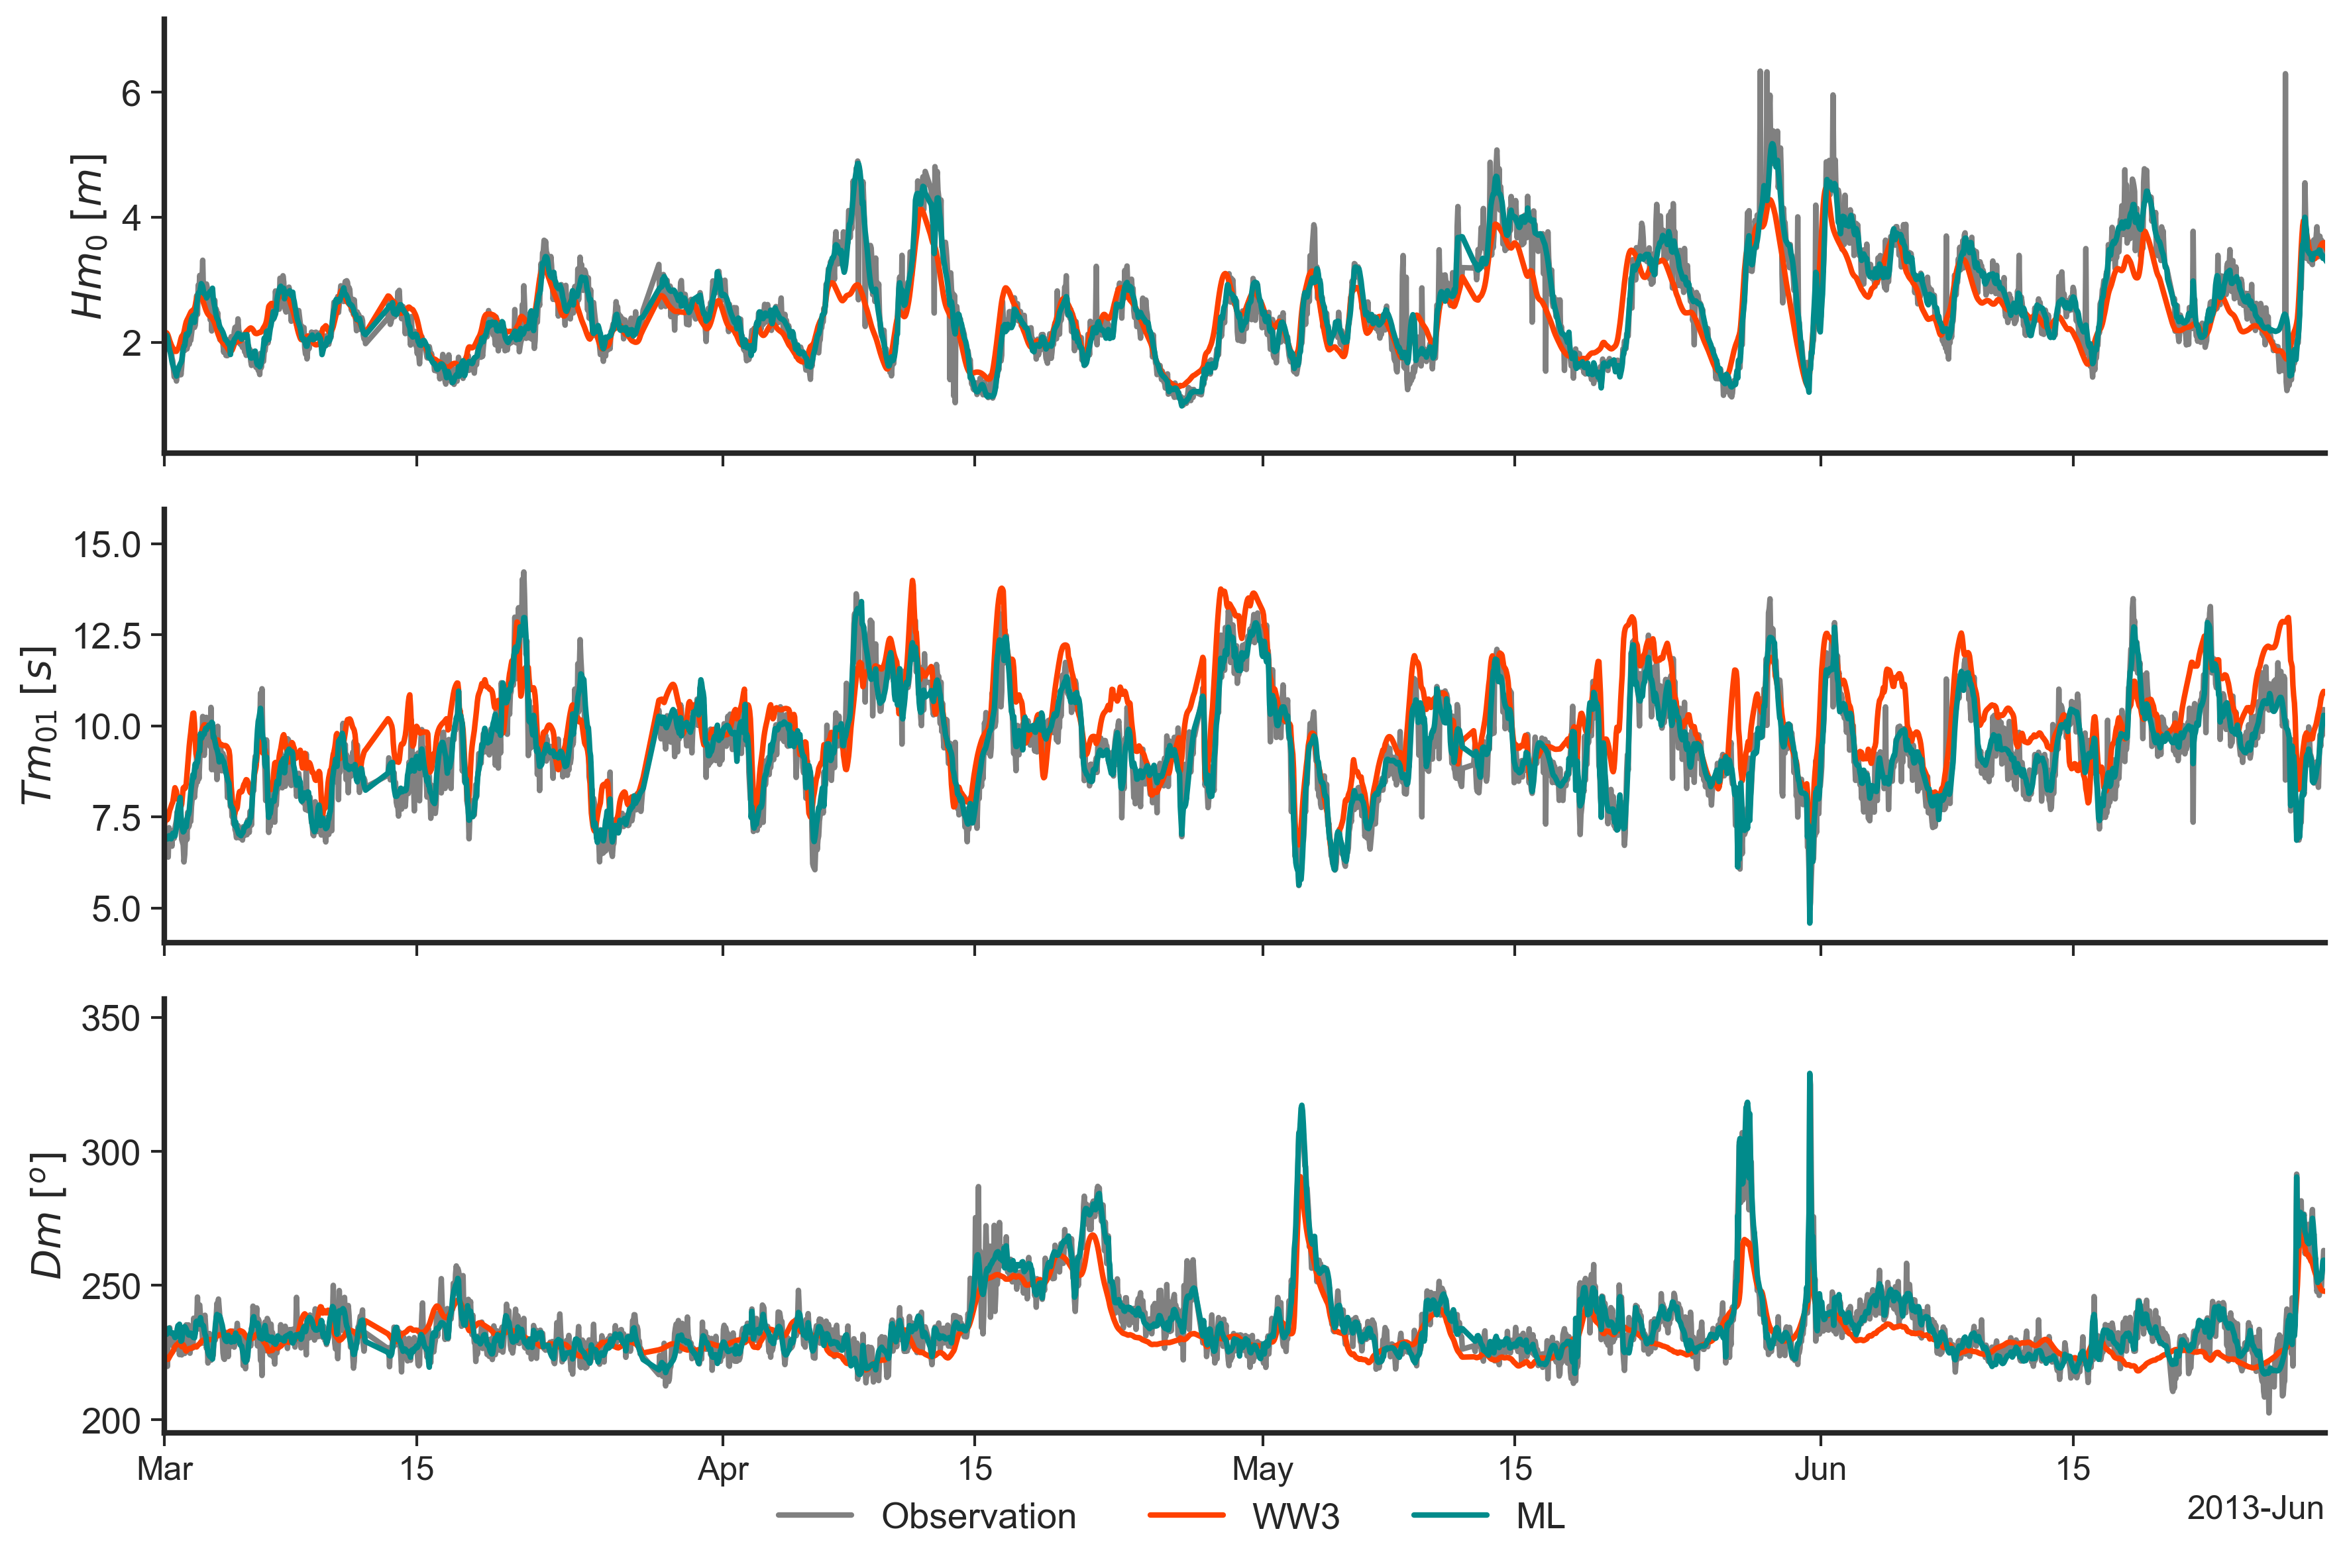 6
4
2
Hm₀ [m]
15.0
12.5
10.0
7.5
5.0
Tm₀₁ [s]
350
300
250
200
Dm [°]
Mar 15 Apr 15 May 15 Jun 15
2013-Jun
Observation WW3 ML